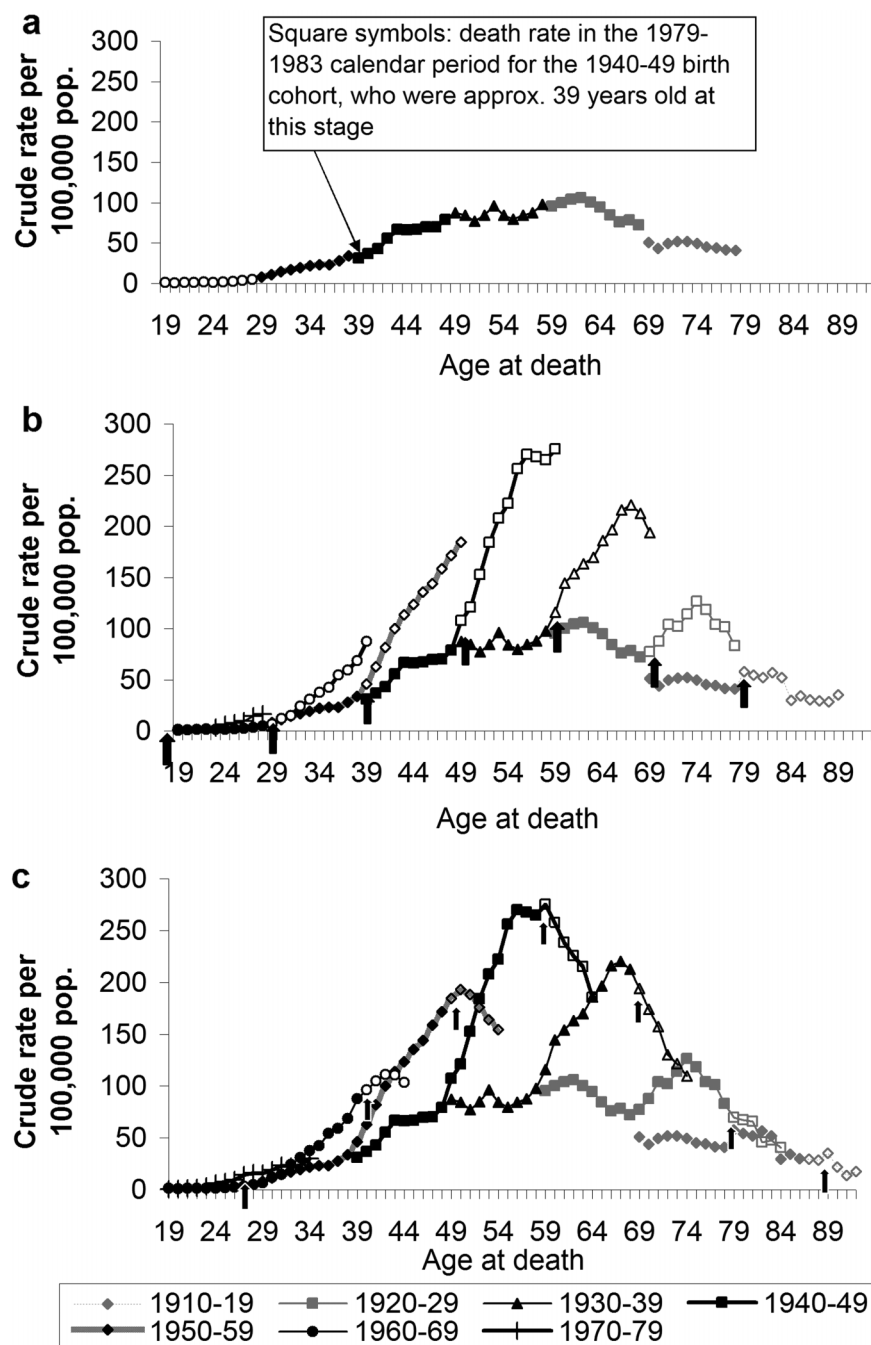 a
Crude rate per
100,000 pop.
300
250
200
150
100
50
0
Square symbols: death rate in the 1979-
1983 calendar period for the 1940-49 birth
cohort, who were approx. 39 years old at
this stage
19 24 29 34 39 44 49 54 59 64 69 74 79 84 89
Age at death
b
Crude rate per
100,000 pop.
300
250
200
150
100
50
0
19 24 29 34 39 44 49 54 59 64 69 74 79 84 89
Age at death
c
Crude rate per
100,000 pop.
300
250
200
150
100
50
0
19 24 29 34 39 44 49 54 59 64 69 74 79 84 89
Age at death
1910-19 1920-29 1930-39 1940-49
1950-59 1960-69 1970-79